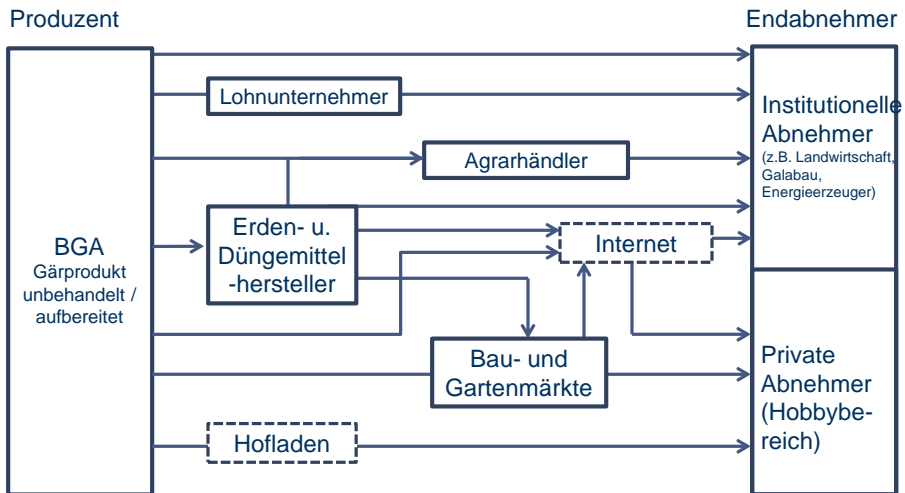 Produzent
Endabnehmer
BGA
Gärprodukt
unbehandelt /
aufbereitet
Lohnunternehmer
Agrarhändler
Erden- u.
Düngemittel
-hersteller
Internet
Bau- und
Gartenmärkte
Hofladen
Institutionelle
Abnehmer
(z.B. Landwirtschaft,
Galabau,
Energieerzeuger)
Private
Abnehmer
(Hobbybe-
reich)